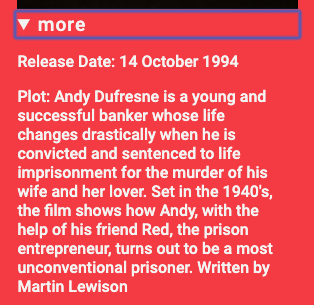 ▼ more
Release Date: 14 October 1994
Plot: Andy Dufresne is a young and
successful banker whose life
changes drastically when he is
convicted and sentenced to life
imprisonment for the murder of his
wife and her lover. Set in the 1940's,
the film shows how Andy, with the
help of his friend Red, the prison
entrepreneur, turns out to be a most
unconventional prisoner. Written by
Martin Lewison